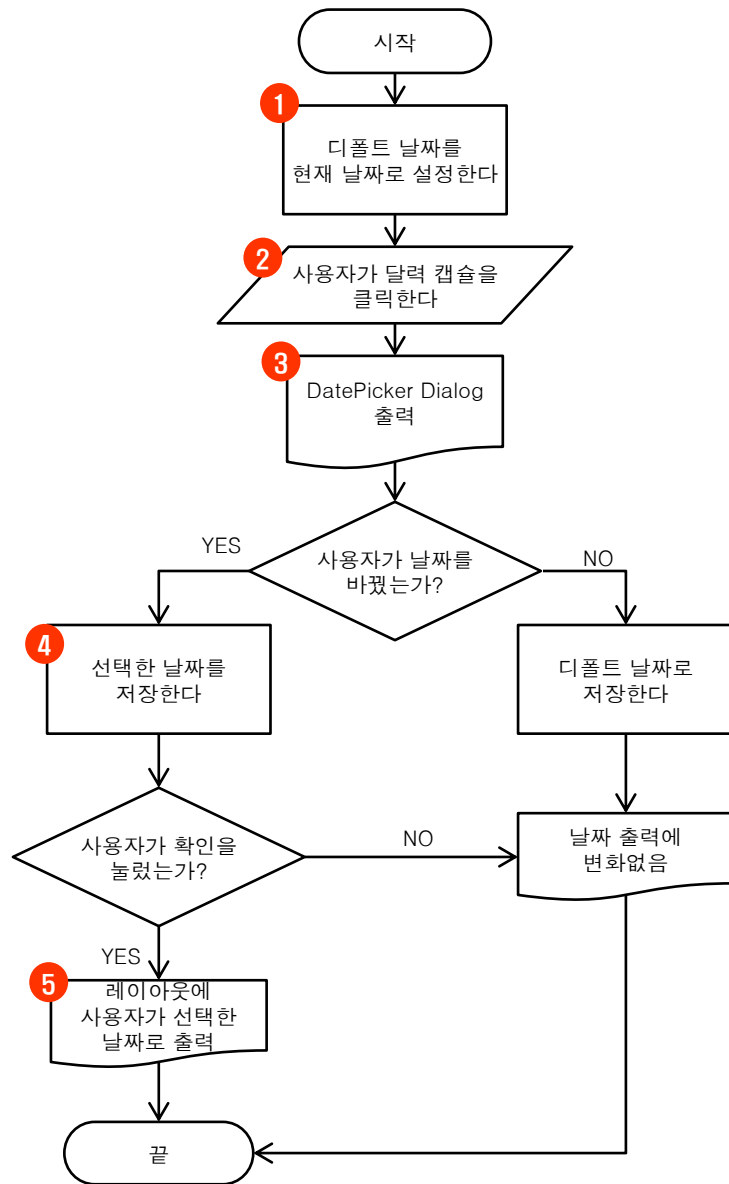 시작
1
디폴트 날짜를
현재 날짜로 설정한다
2
사용자가 달력 캡슐을
클릭한다
3
DatePicker Dialog
출력
YES
사용자가 날짜를
바꿨는가?
NO
4
선택한 날짜를
저장한다
디폴트 날짜로
저장한다
사용자가 확인을
눌렀는가?
NO
날짜 출력에
변화없음
YES
5
레이아웃에
사용자가 선택한
날짜로 출력
끝